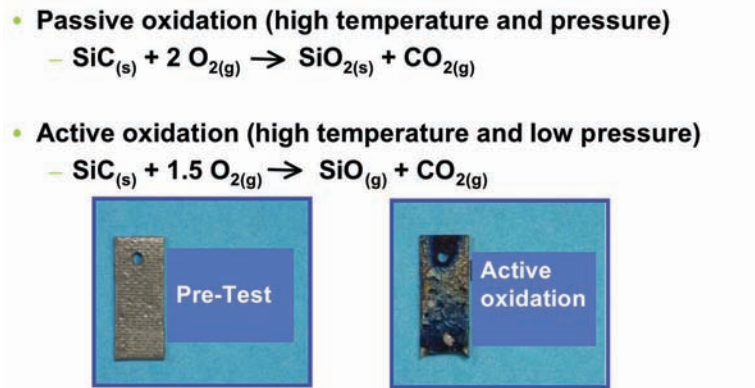 • Passive oxidation (high temperature and pressure)
– SiC(s) + 2 O2(g) → SiO2(s) + CO2(g)
• Active oxidation (high temperature and low pressure)
– SiC(s) + 1.5 O2(g) → SiO(g) + CO2(g)
Pre-Test
Active
oxidation